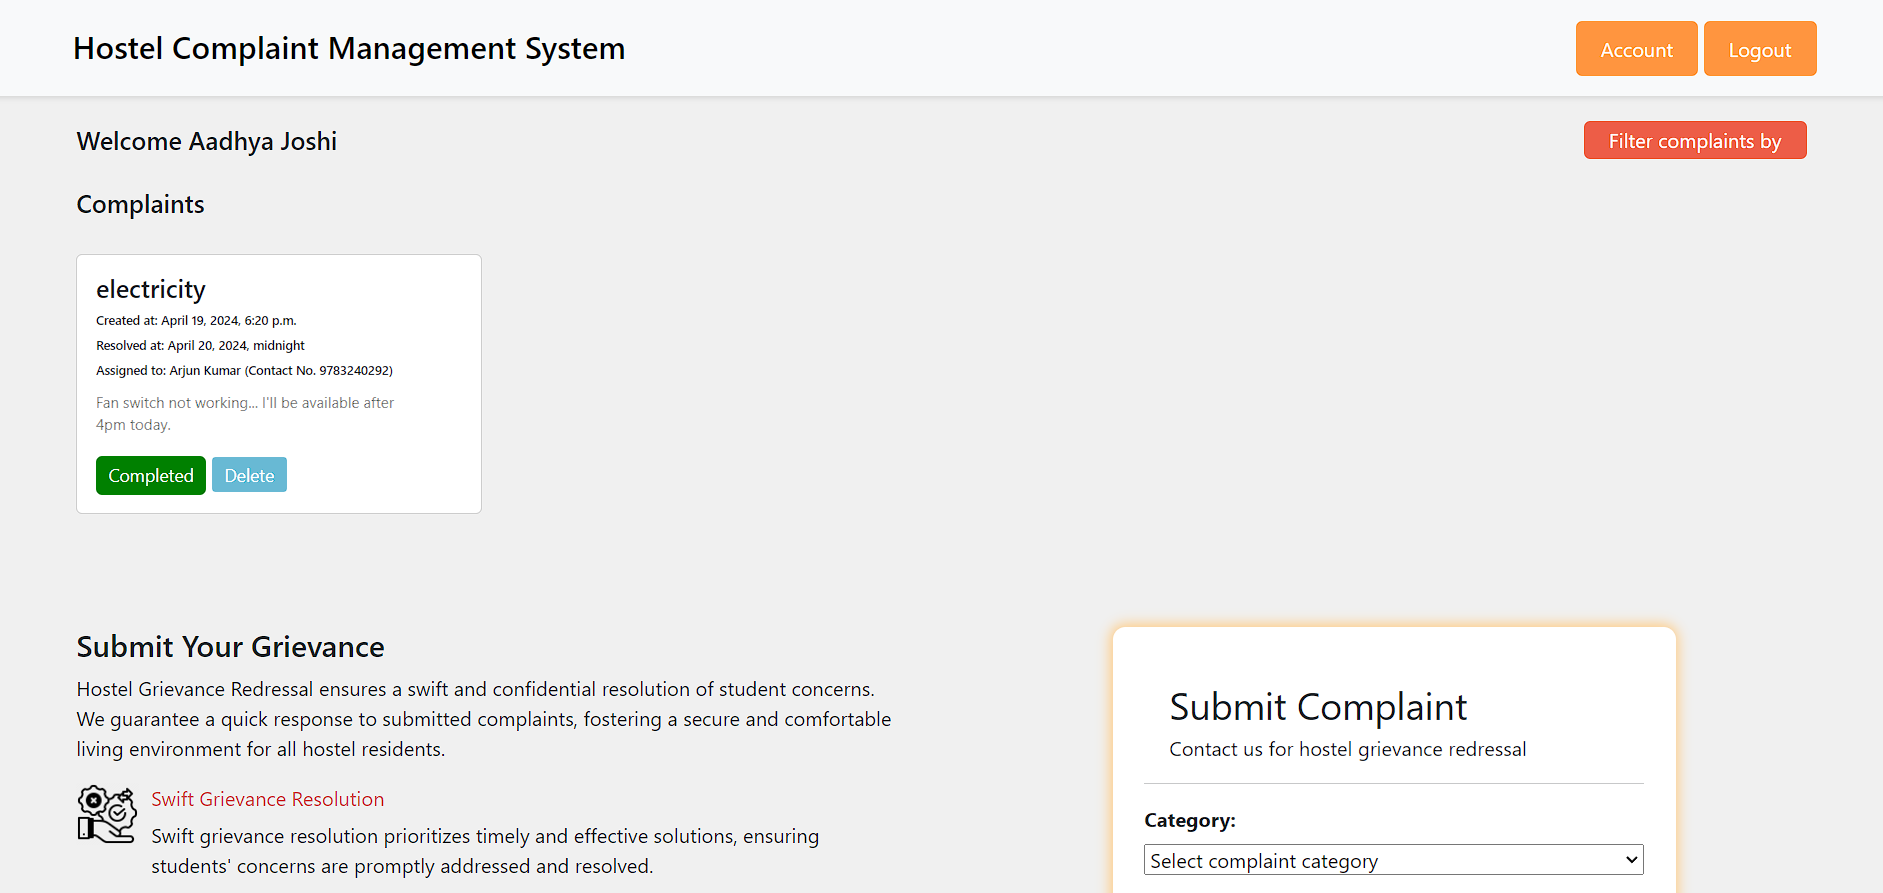 Hostel Complaint Management System
Account
Logout
Welcome Aadhya Joshi
Filter complaints by
Complaints
electricity
Created at: April 19, 2024, 6:20 p.m.
Resolved at: April 20, 2024, midnight
Assigned to: Arjun Kumar (Contact No. 9783240292)
Fan switch not working... I'll be available after
4pm today.
Completed
Delete
Submit Your Grievance
Hostel Grievance Redressal ensures a swift and confidential resolution of student concerns.
We guarantee a quick response to submitted complaints, fostering a secure and comfortable
living environment for all hostel residents.
Swift Grievance Resolution
Swift grievance resolution prioritizes timely and effective solutions, ensuring
students' concerns are promptly addressed and resolved.
Submit Complaint
Contact us for hostel grievance redressal
Category:
Select complaint category